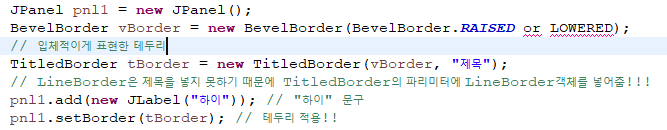 JPanel pnl1 = new JPanel();
BevelBorder vBorder = new BevelBorder(BevelBorder.RAISED or LOWERED);
// 입체적이게 표현한 테두리
TitledBorder tBorder = new TitledBorder(vBorder, "제목");
// LineBorder은 제목을 넣지 못하기 때문에 TitledBorder의 파리미터에 LineBorder객체를 넣어줌!!!
pnl1.add(new JLabel("하이")); // "하이" 문구
pnl1.setBorder(tBorder); // 테두리 적용!!